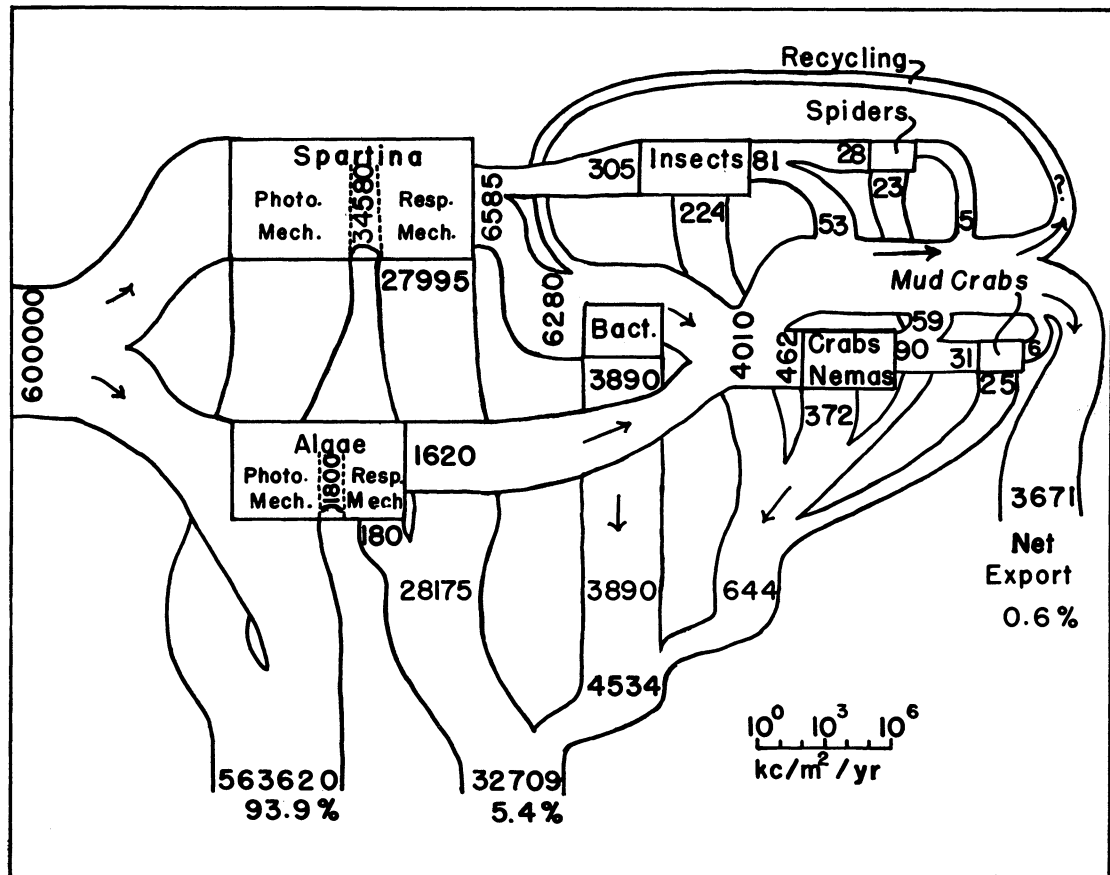 Recycling
Spiders
Spartina
Photo.
Mech.
34580
Resp.
Mech.
6585
305
Insects
81
28
23
224
53
5
?
27995
600000
6280
Bact.
3890
4010
Mud Crabs
462
Crabs
Nemas
59
90
31
6
25
372
Algae
Photo.
Mech.
1800
Resp.
Mech
1620
180
28175
3890
644
3671
Net
Export
0.6%
4534
10⁰ 10³ 10⁶
kc/m²/yr
563620
93.9%
32709
5.4%